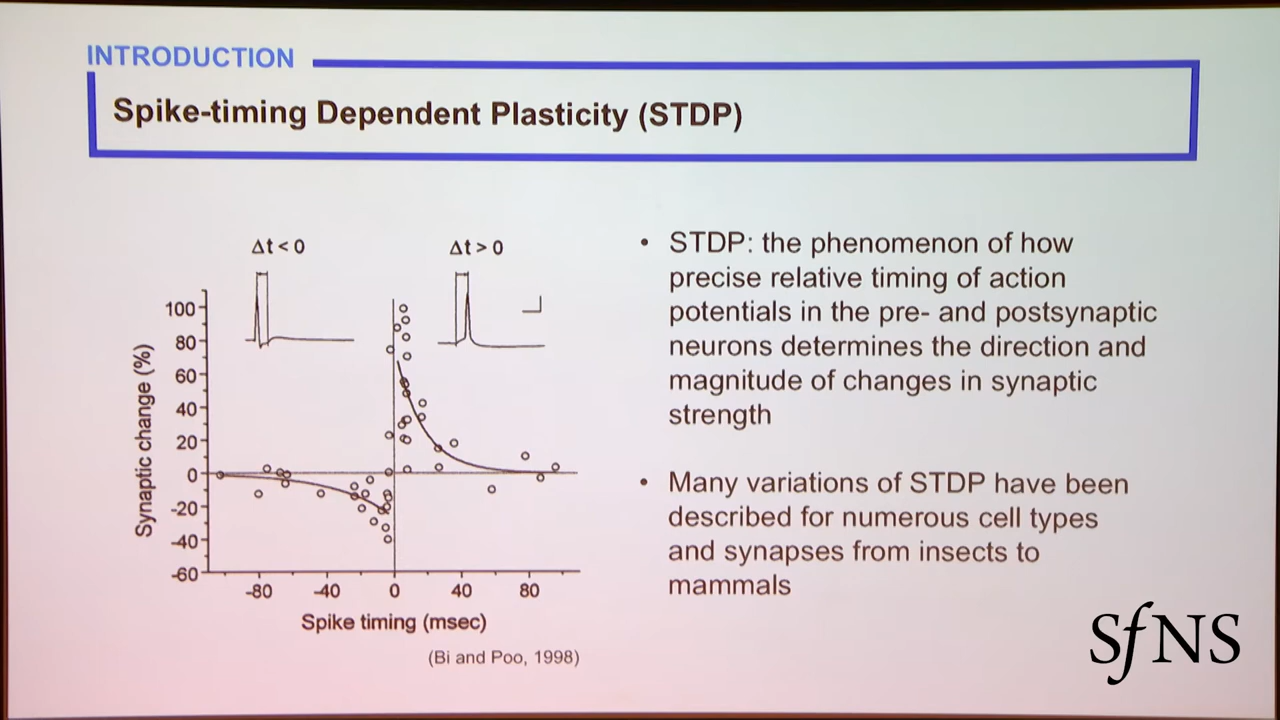 INTRODUCTION
Spike-timing Dependent Plasticity (STDP)
Δt < 0
Δt > 0
100
80
60
40
20
0
-20
-40
-60
Synaptic change (%)
-80
-40
0
40
80
Spike timing (msec)
(Bi and Poo, 1998)
• STDP: the phenomenon of how
precise relative timing of action
potentials in the pre- and postsynaptic
neurons determines the direction and
magnitude of changes in synaptic
strength
• Many variations of STDP have been
described for numerous cell types
and synapses from insects to
mammals
SfNS